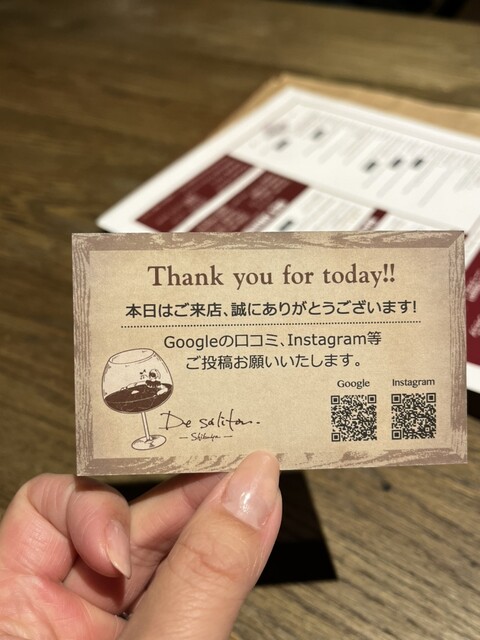 Thank you for today!!
本日はご来店、誠にありがとうございます!
Googleの口コミ、Instagram等
ご投稿お願いいたします。
Google
Instagram
De salita.
— Shibuya. —